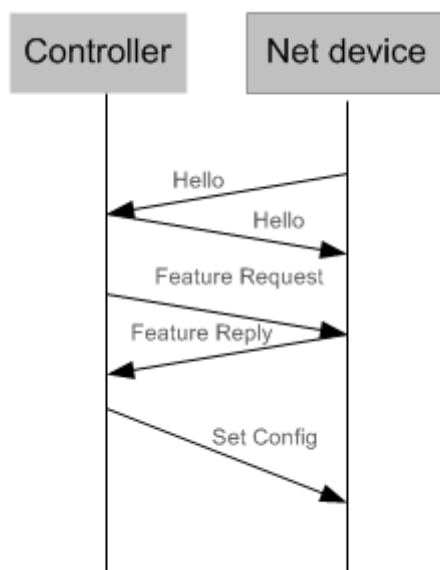 Controller
Net device
Hello
Hello
Feature Request
Feature Reply
Set Config